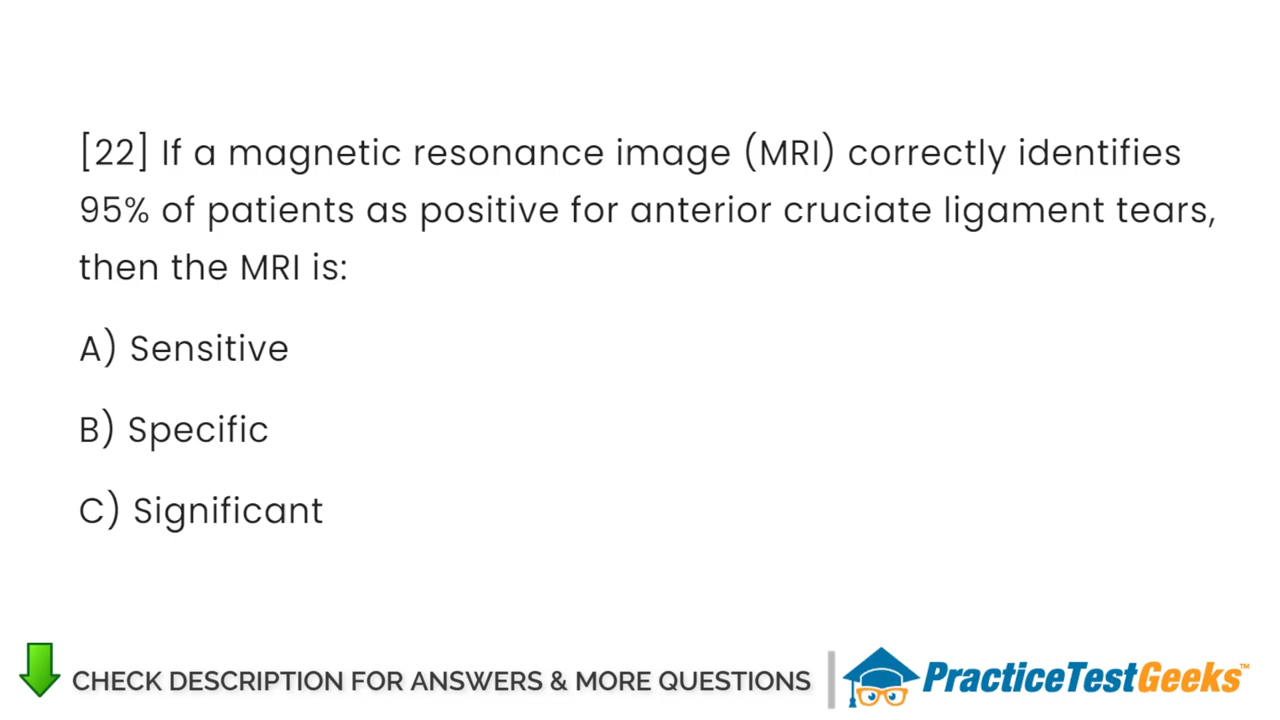 [22] If a magnetic resonance image (MRI) correctly identifies
95% of patients as positive for anterior cruciate ligament tears,
then the MRI is:
A) Sensitive
B) Specific
C) Significant
CHECK DESCRIPTION FOR ANSWERS & MORE QUESTIONS
PracticeTestGeeks™